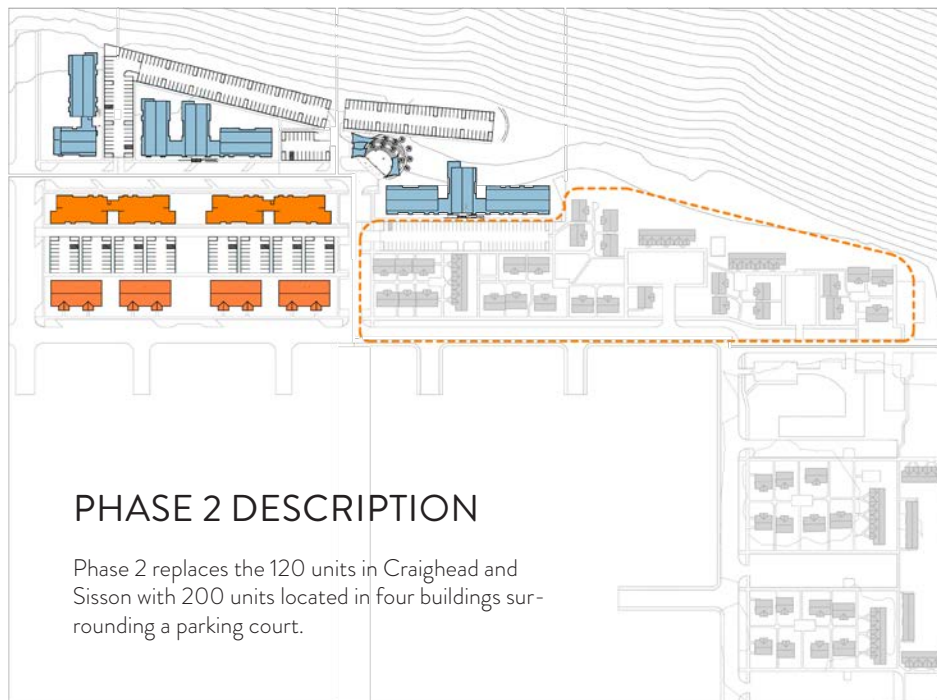 PHASE 2 DESCRIPTION
Phase 2 replaces the 120 units in Craighead and
Sisson with 200 units located in four buildings sur-
rounding a parking court.